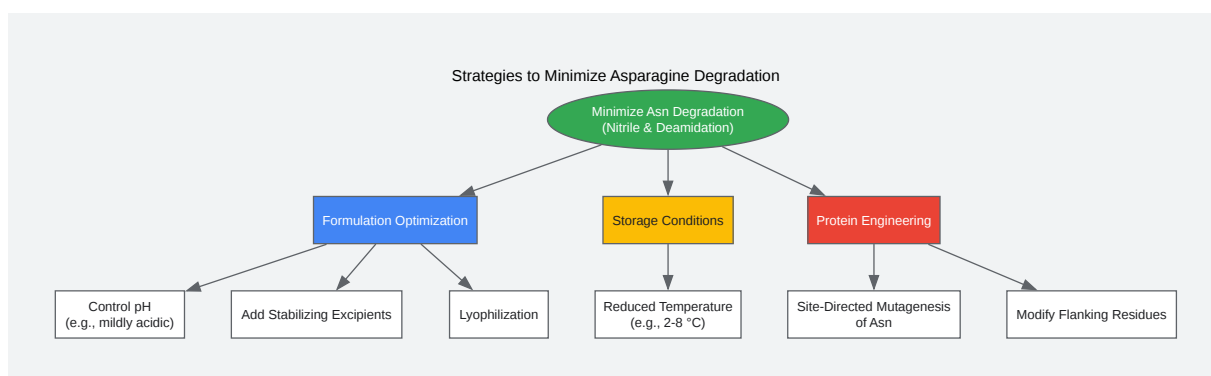 Strategies to Minimize Asparagine Degradation
Minimize Asn Degradation
(Nitrile & Deamidation)
Formulation Optimization
Storage Conditions
Protein Engineering
Control pH
(e.g., mildly acidic)
Add Stabilizing Excipients
Lyophilization
Reduced Temperature
(e.g., 2-8 °C)
Site-Directed Mutagenesis
of Asn
Modify Flanking Residues